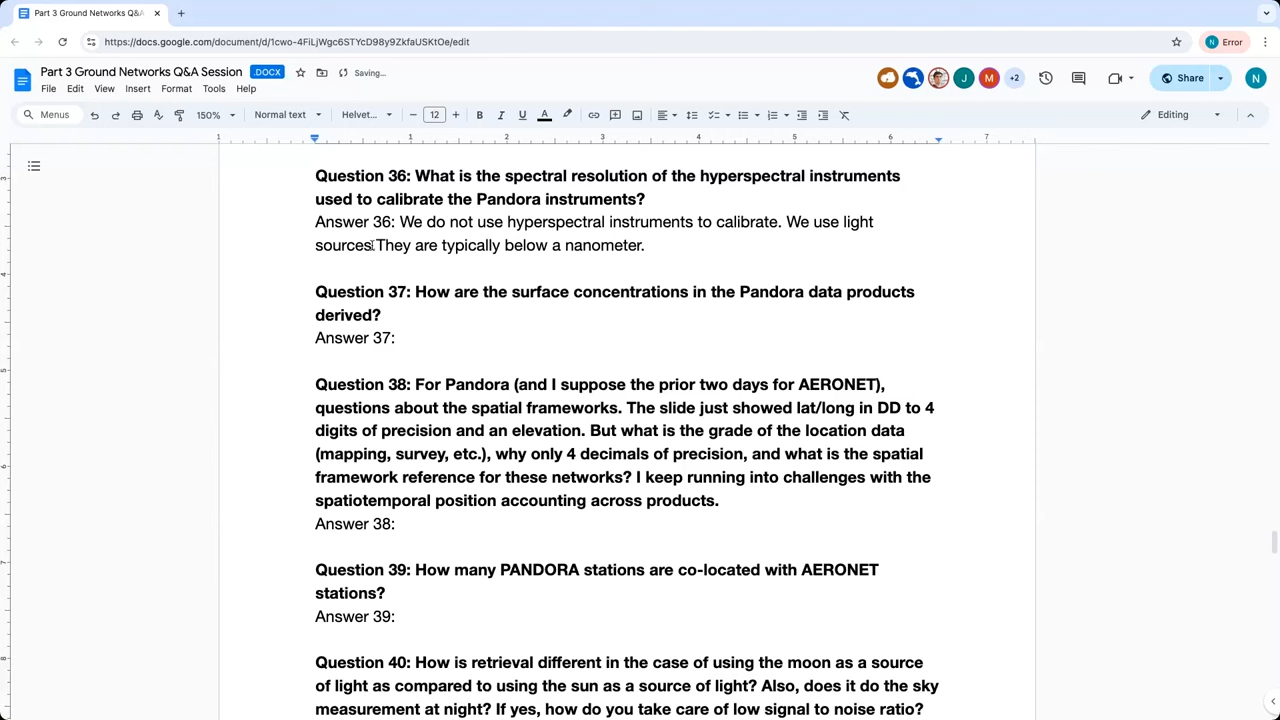 Part 3 Ground Networks Q&A
https://docs.google.com/document/d/1cwo-4FiLjWgc6STYcD98y9ZkfaUSKtOe/edit
N Error
Part 3 Ground Networks Q&A Session .DOCX Saving...
J M +2 Share N
File Edit View Insert Format Tools Help
Menus 150% Normal text Helvet... 12 B I U A Editing
1 1 2 3 4 5 6 7
Question 36: What is the spectral resolution of the hyperspectral instruments
used to calibrate the Pandora instruments?
Answer 36: We do not use hyperspectral instruments to calibrate. We use light
sources.They are typically below a nanometer.
Question 37: How are the surface concentrations in the Pandora data products
derived?
Answer 37:
Question 38: For Pandora (and I suppose the prior two days for AERONET),
questions about the spatial frameworks. The slide just showed lat/long in DD to 4
digits of precision and an elevation. But what is the grade of the location data
(mapping, survey, etc.), why only 4 decimals of precision, and what is the spatial
framework reference for these networks? I keep running into challenges with the
spatiotemporal position accounting across products.
Answer 38:
Question 39: How many PANDORA stations are co-located with AERONET
stations?
Answer 39:
Question 40: How is retrieval different in the case of using the moon as a source
of light as compared to using the sun as a source of light? Also, does it do the sky
measurement at night? If yes, how do you take care of low signal to noise ratio?